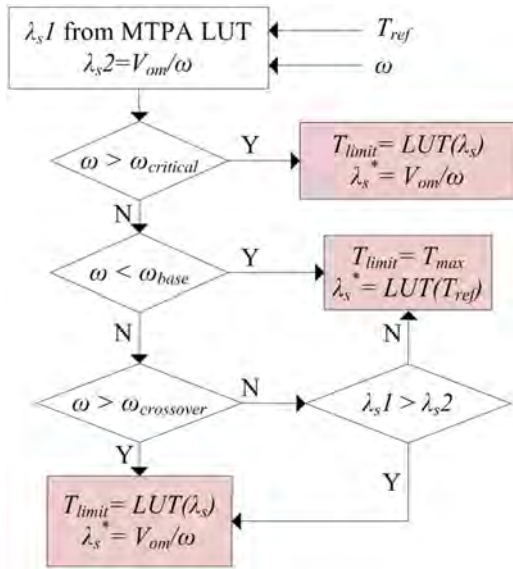 λs1 from MTPA LUT
λs2=Vom/ω
Tref
ω
ω > ωcritical
Y
Tlimit= LUT(λs)
λs*= Vom/ω
N
ω < ωbase
Y
Tlimit= Tmax
λs*= LUT(Tref)
N
N
ω > ωcrossover
N
λs1 > λs2
Y
Y
Tlimit= LUT(λs)
λs*= Vom/ω